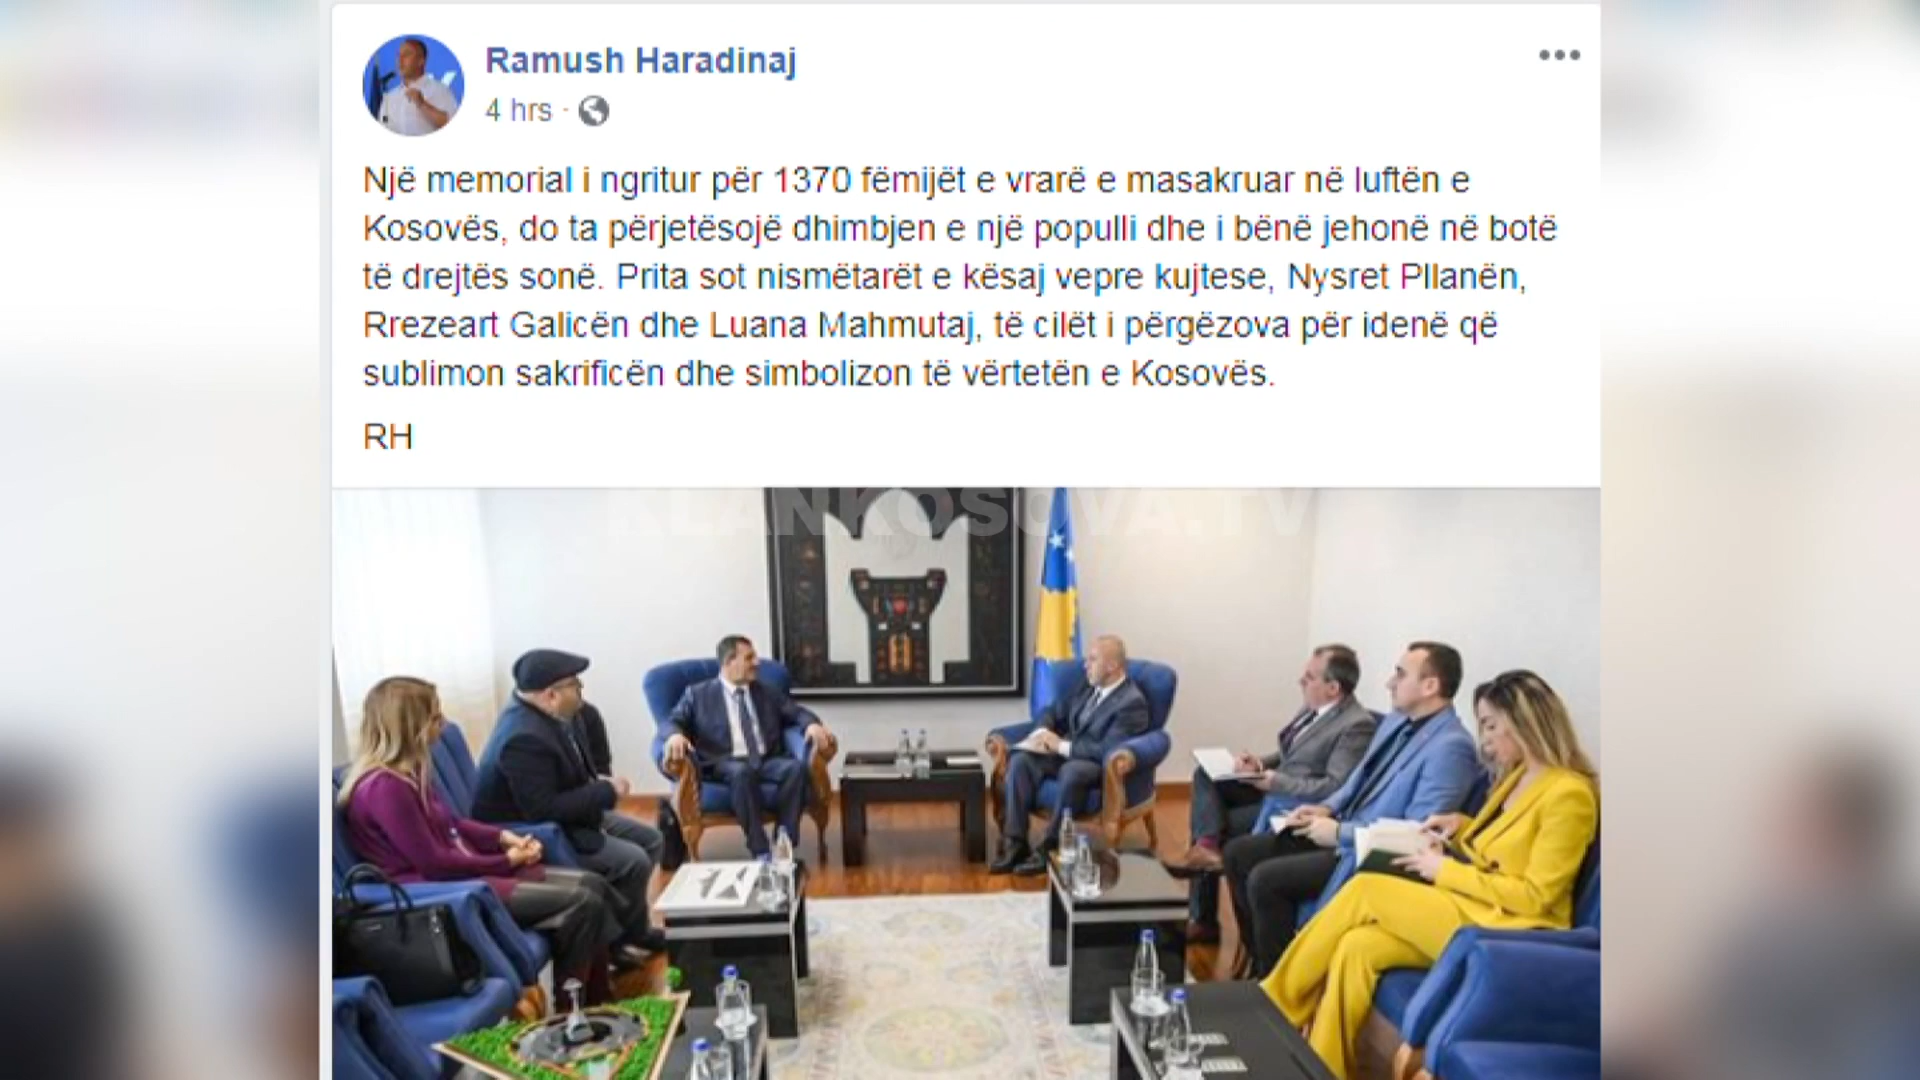 Ramush Haradinaj
4 hrs ·
Një memorial i ngritur për 1370 fëmijët e vrarë e masakruar në luftën e
Kosovës, do ta përjetësojë dhimbjen e një populli dhe i bënë jehonë në botë
të drejtës sonë. Prita sot nismëtarët e kësaj vepre kujtese, Nysret Pllanën,
Rrezeart Galicën dhe Luana Mahmutaj, të cilët i përgëzova për idenë që
sublimon sakrificën dhe simbolizon të vërtetën e Kosovës.
RH
KLANKOSOVA.TV